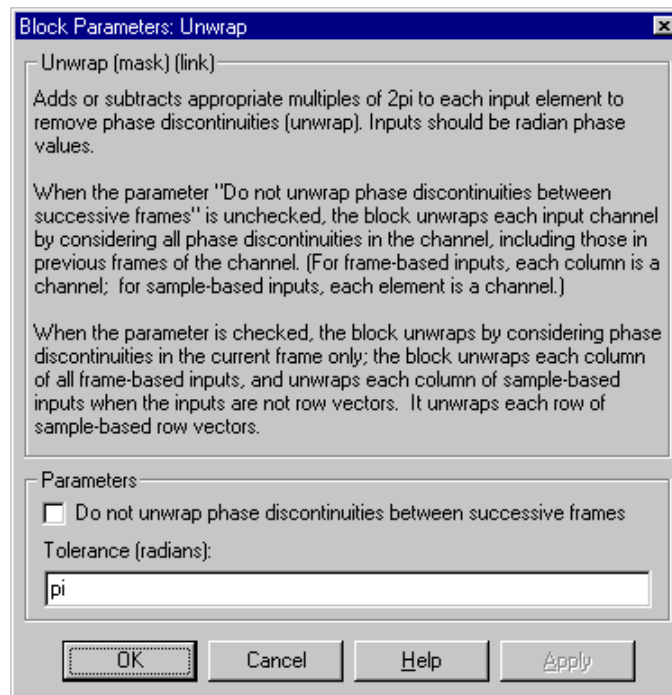 Block Parameters: Unwrap
Unwrap (mask) (link)
Adds or subtracts appropriate multiples of 2pi to each input element to
remove phase discontinuities (unwrap). Inputs should be radian phase
values.
When the parameter "Do not unwrap phase discontinuities between
successive frames" is unchecked, the block unwraps each input channel
by considering all phase discontinuities in the channel, including those in
previous frames of the channel. (For frame-based inputs, each column is a
channel; for sample-based inputs, each element is a channel.)
When the parameter is checked, the block unwraps by considering phase
discontinuities in the current frame only; the block unwraps each column
of all frame-based inputs, and unwraps each column of sample-based
inputs when the inputs are not row vectors. It unwraps each row of
sample-based row vectors.
Parameters
Do not unwrap phase discontinuities between successive frames
Tolerance (radians):
pi
OK Cancel Help Apply